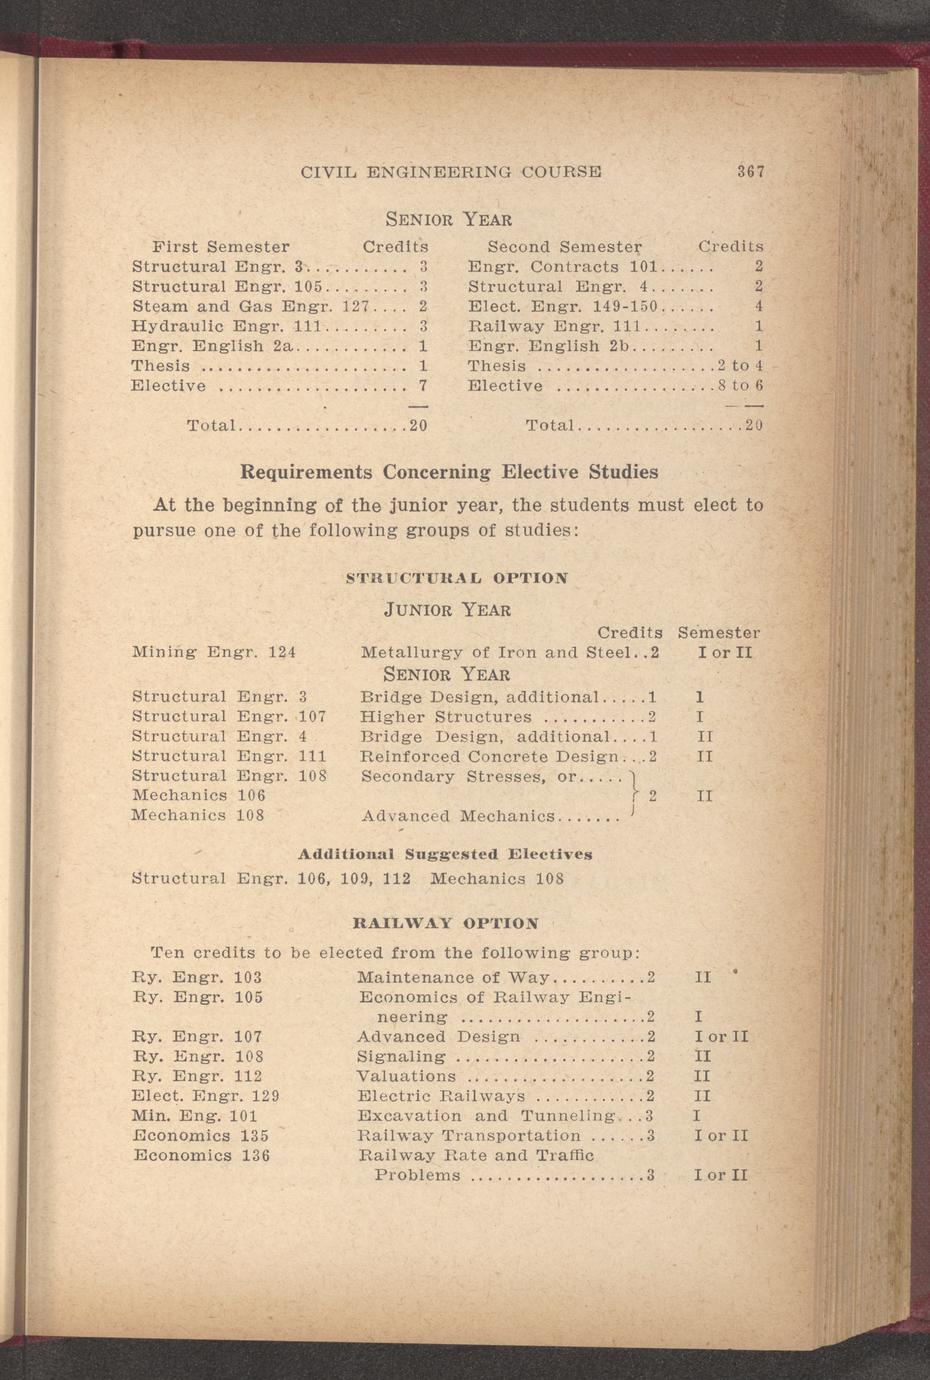 CIVIL ENGINEERING COURSE 367
SENIOR YEAR
First Semester Credits
Structural Engr. 3........... 3
Structural Engr. 105......... 3
Steam and Gas Engr. 127.... 2
Hydraulic Engr. 111......... 3
Engr. English 2a............ 1
Thesis ...................... 1
Elective .................... 7
Total..................20
Second Semester Credits
Engr. Contracts 101...... 2
Structural Engr. 4....... 2
Elect. Engr. 149-150...... 4
Railway Engr. 111........ 1
Engr. English 2b......... 1
Thesis ...................2 to 4
Elective .................8 to 6
Total..................20
Requirements Concerning Elective Studies
At the beginning of the junior year, the students must elect to
pursue one of the following groups of studies:
STRUCTURAL OPTION
JUNIOR YEAR
Credits Semester
Mining Engr. 124 Metallurgy of Iron and Steel..2 I or II
SENIOR YEAR
Structural Engr. 3 Bridge Design, additional.....1 1
Structural Engr. 107 Higher Structures ...........2 I
Structural Engr. 4 Bridge Design, additional....1 II
Structural Engr. 111 Reinforced Concrete Design...2 II
Structural Engr. 108 Secondary Stresses, or.....
Mechanics 106 } 2 II
Mechanics 108 Advanced Mechanics.......
Additional Suggested Electives
Structural Engr. 106, 109, 112 Mechanics 108
RAILWAY OPTION
Ten credits to be elected from the following group:
Ry. Engr. 103 Maintenance of Way..........2 II
Ry. Engr. 105 Economics of Railway Engi-
neering ....................2 I
Ry. Engr. 107 Advanced Design ............2 I or II
Ry. Engr. 108 Signaling ....................2 II
Ry. Engr. 112 Valuations ...................2 II
Elect. Engr. 129 Electric Railways ............2 II
Min. Eng. 101 Excavation and Tunneling...3 I
Economics 135 Railway Transportation ......3 I or II
Economics 136 Railway Rate and Traffic
Problems ...................3 I or II